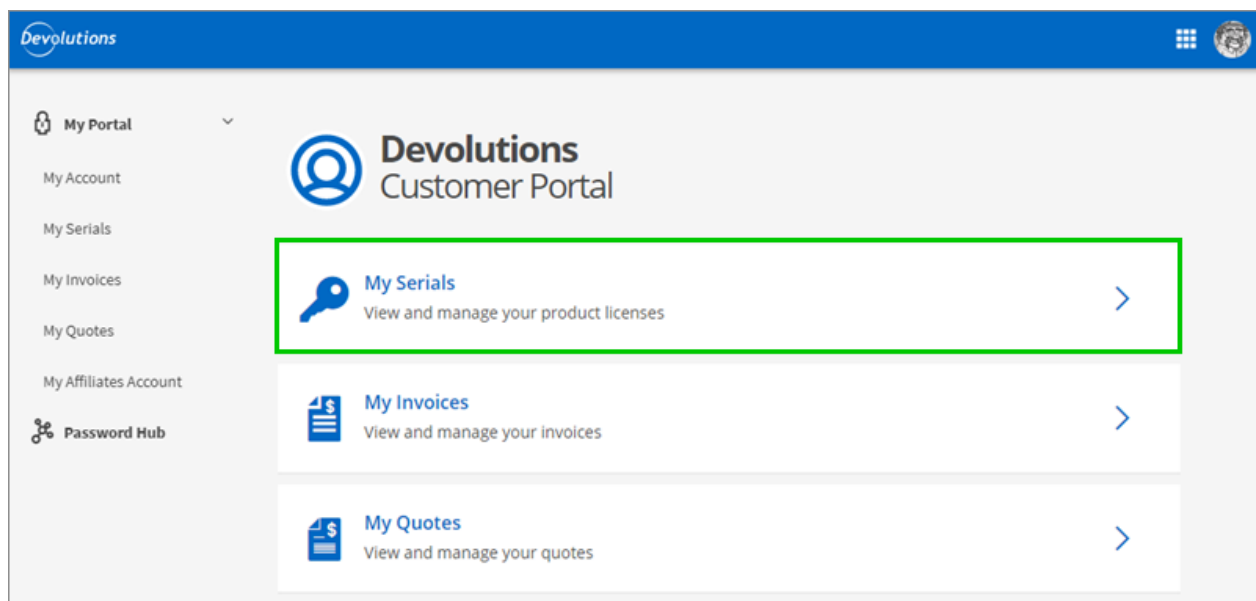 Devolutions
My Portal
My Account
My Serials
My Invoices
My Quotes
My Affiliates Account
Password Hub
Devolutions
Customer Portal
My Serials
View and manage your product licenses
My Invoices
View and manage your invoices
My Quotes
View and manage your quotes